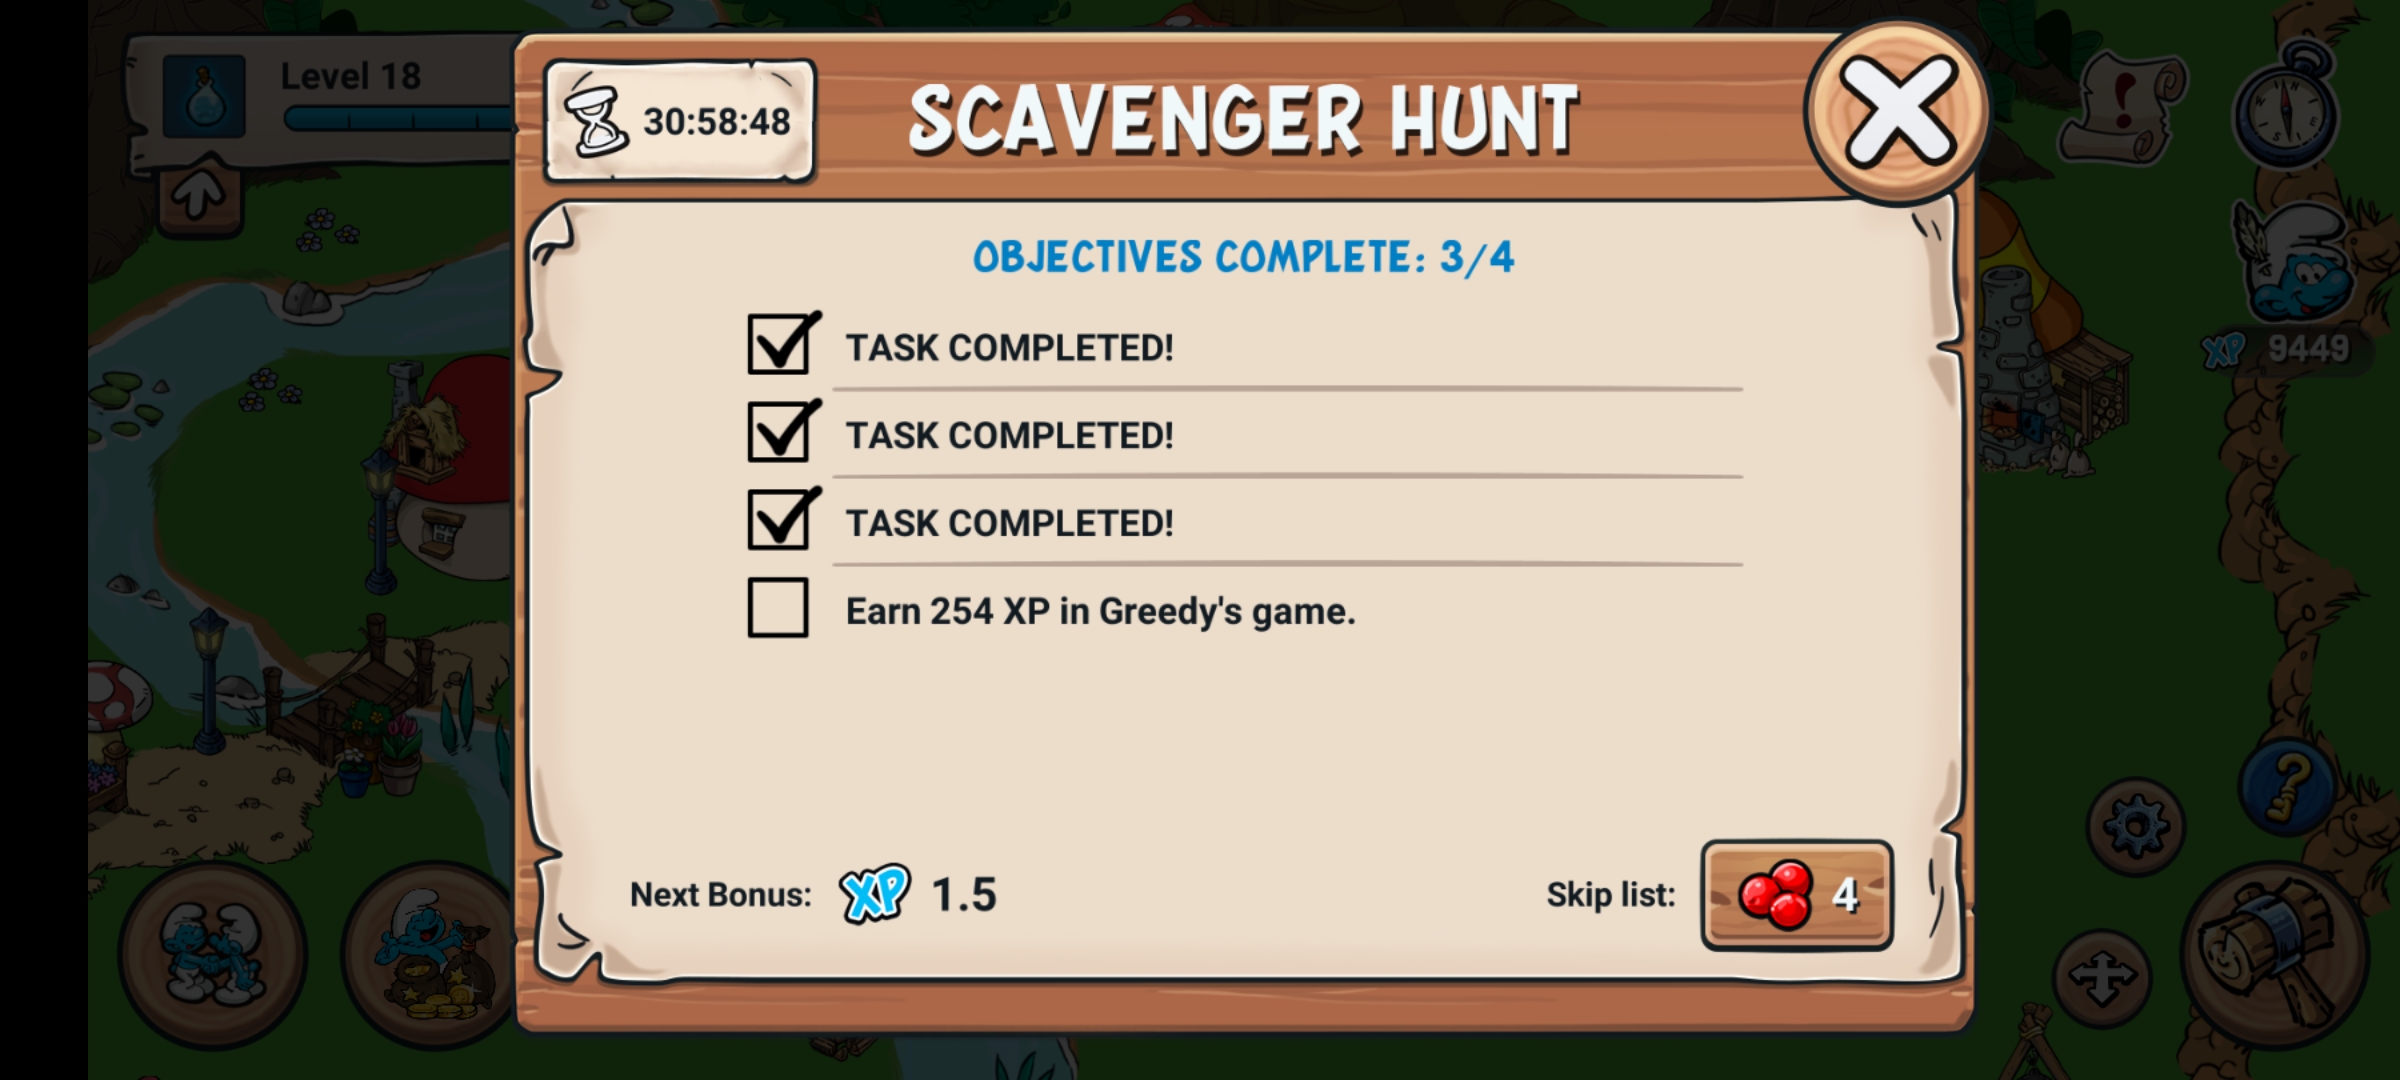 Level 18
30:58:48
SCAVENGER HUNT
OBJECTIVES COMPLETE: 3/4
TASK COMPLETED!
TASK COMPLETED!
TASK COMPLETED!
Earn 254 XP in Greedy's game.
XP 9449
Next Bonus: XP 1.5
Skip list: 4